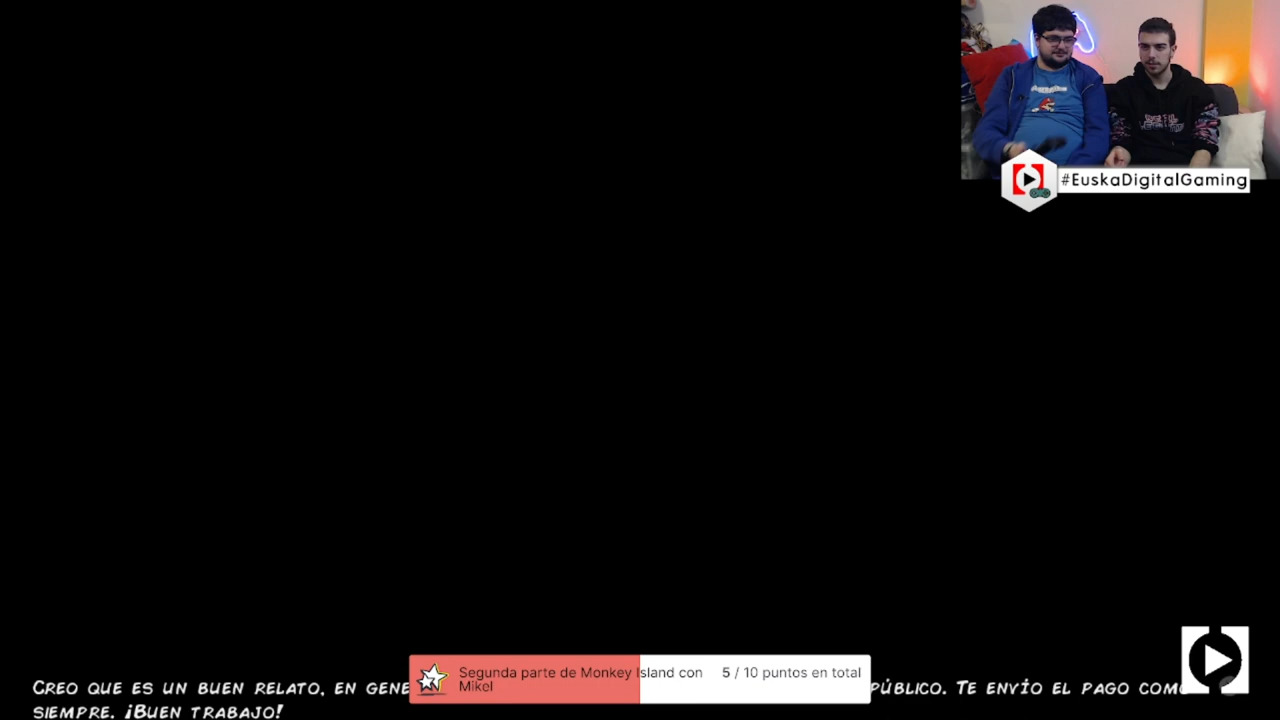 #EuskaDigitalGaming
Segunda parte de Monkey Island con
Mikel
5 / 10 puntos en total
CREO QUE ES UN BUEN RELATO, EN GENE
PÚBLICO. TE ENVÍO EL PAGO COMO
SIEMPRE. ¡BUEN TRABAJO!